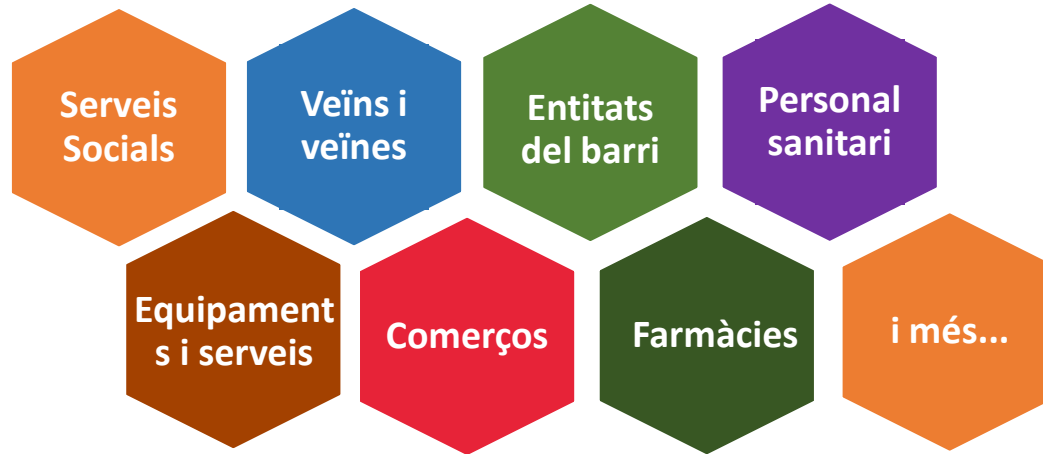 Serveis
Socials
Veïns i
veïnes
Entitats
del barri
Personal
sanitari
Equipament
s i serveis
Comerços
Farmàcies
i més...